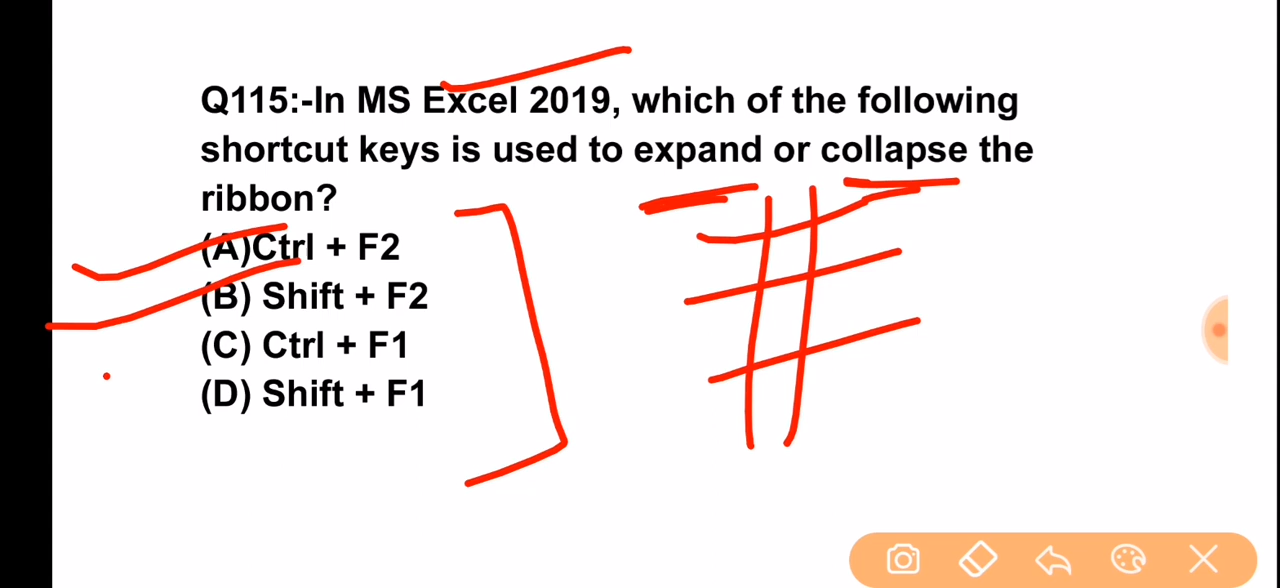 Q115:-In MS Excel 2019, which of the following
shortcut keys is used to expand or collapse the
ribbon?
(A)Ctrl + F2
(B) Shift + F2
(C) Ctrl + F1
(D) Shift + F1